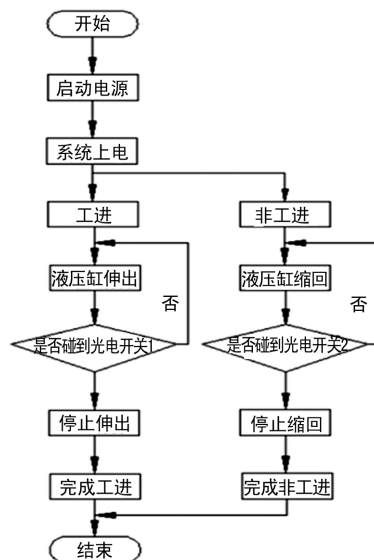 开始
启动电源
系统上电
工进
非工进
液压缸伸出
液压缸缩回
否
否
是否碰到光电开关1
是否碰到光电开关2
停止伸出
停止缩回
完成工进
完成非工进
结束